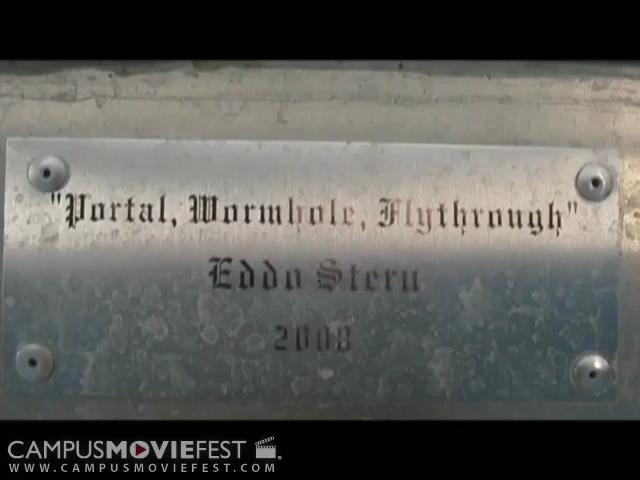 "Portal, Wormhole, Flythrough"
Eddo Stern
2008
CAMPUSMOVIEFEST
WWW.CAMPUSMOVIEFEST.COM